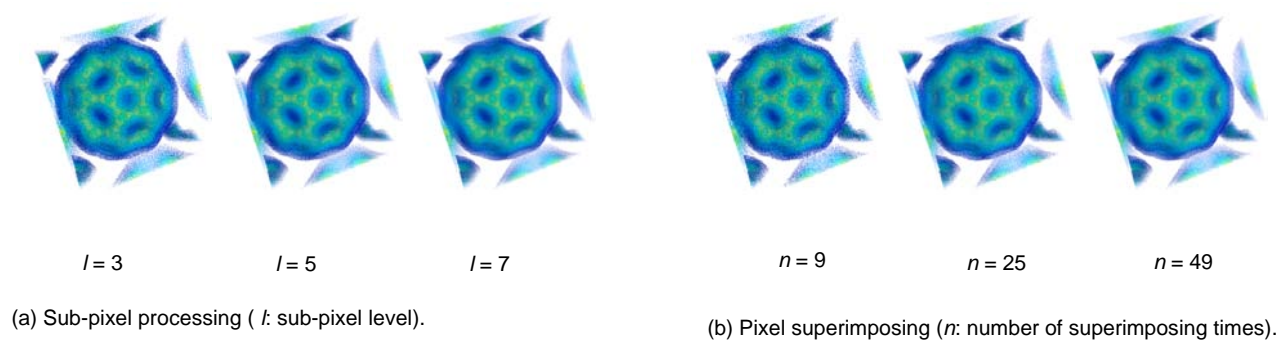 l = 3
l = 5
l = 7
(a) Sub-pixel processing ( l: sub-pixel level).
n = 9
n = 25
n = 49
(b) Pixel superimposing (n: number of superimposing times).